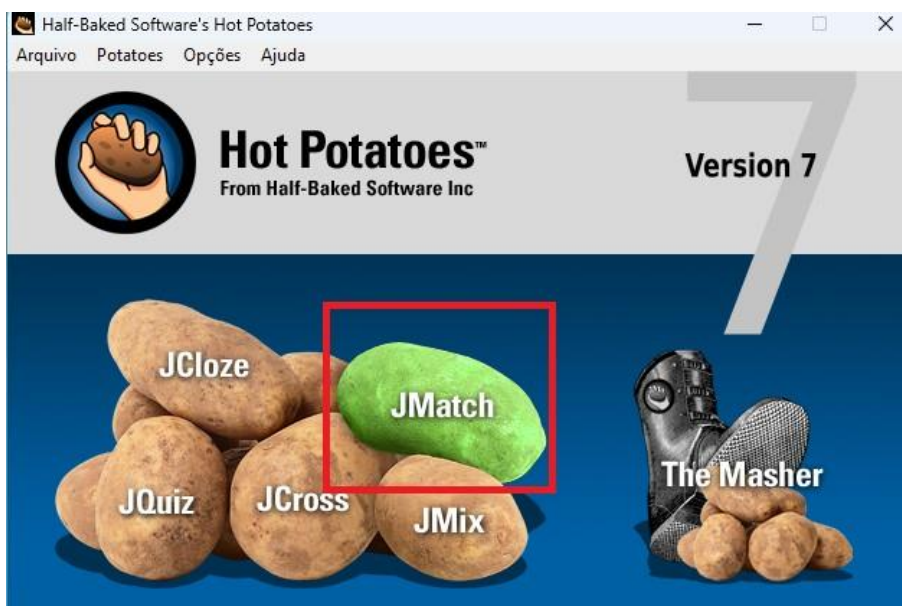 Half-Baked Software's Hot Potatoes
Arquivo Potatoes Opções Ajuda
Hot Potatoes™
From Half-Baked Software Inc
7
Version 7
JCloze
JMatch
JQuiz
JCross
JMix
The Masher